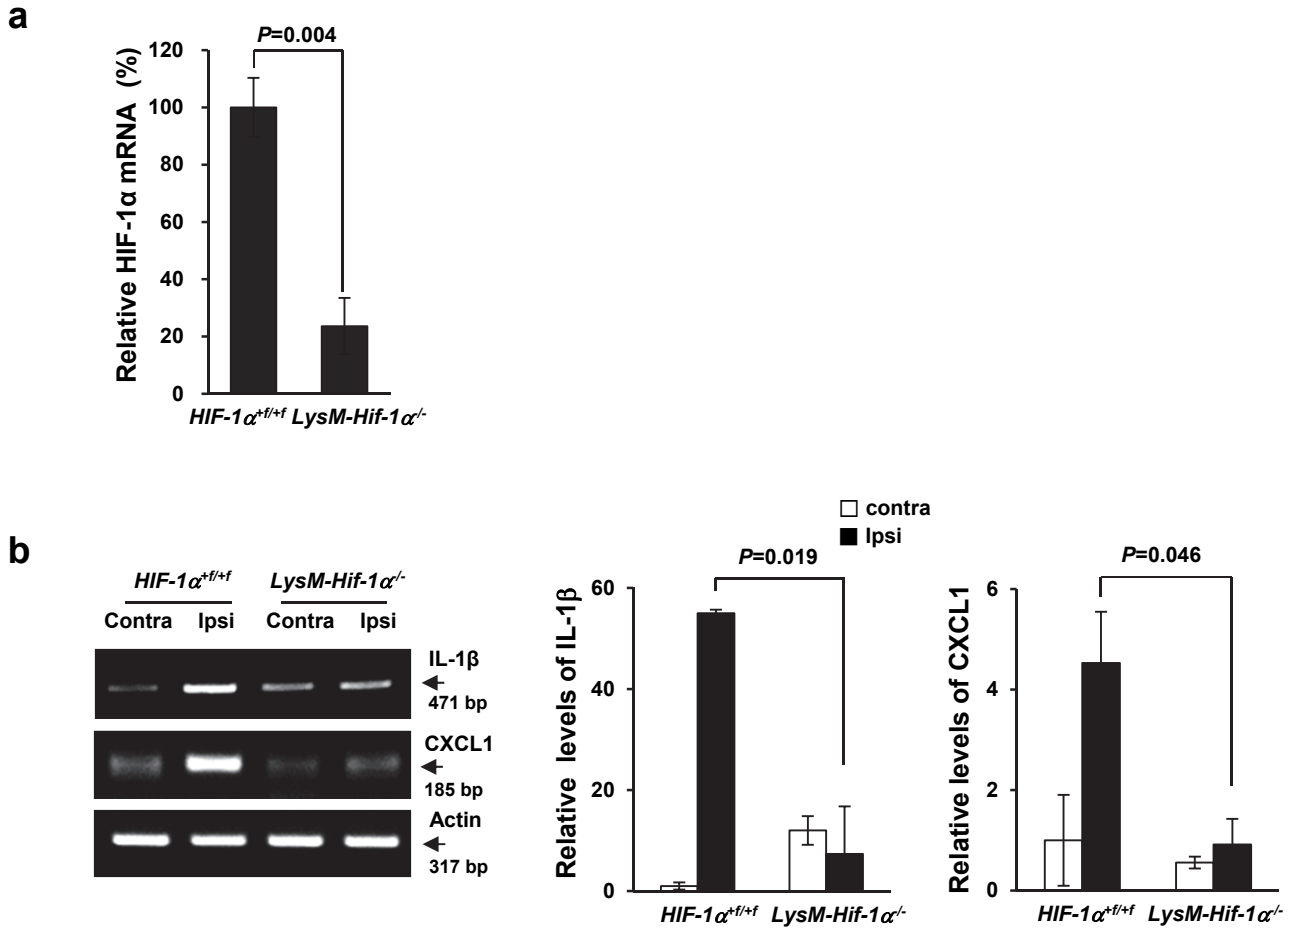 a
P=0.004
Relative HIF-1α mRNA (%)
120
100
80
60
40
20
0
HIF-1α+f/+f LysM-Hif-1α-/-
b
HIF-1α+f/+f LysM-Hif-1α-/-
Contra Ipsi Contra Ipsi
IL-1β
471 bp
CXCL1
185 bp
Actin
317 bp
contra
Ipsi
P=0.019
Relative levels of IL-1β
60
40
20
0
HIF-1α+f/+f LysM-Hif-1α-/-
P=0.046
Relative levels of CXCL1
6
4
2
0
HIF-1α+f/+f LysM-Hif-1α-/-